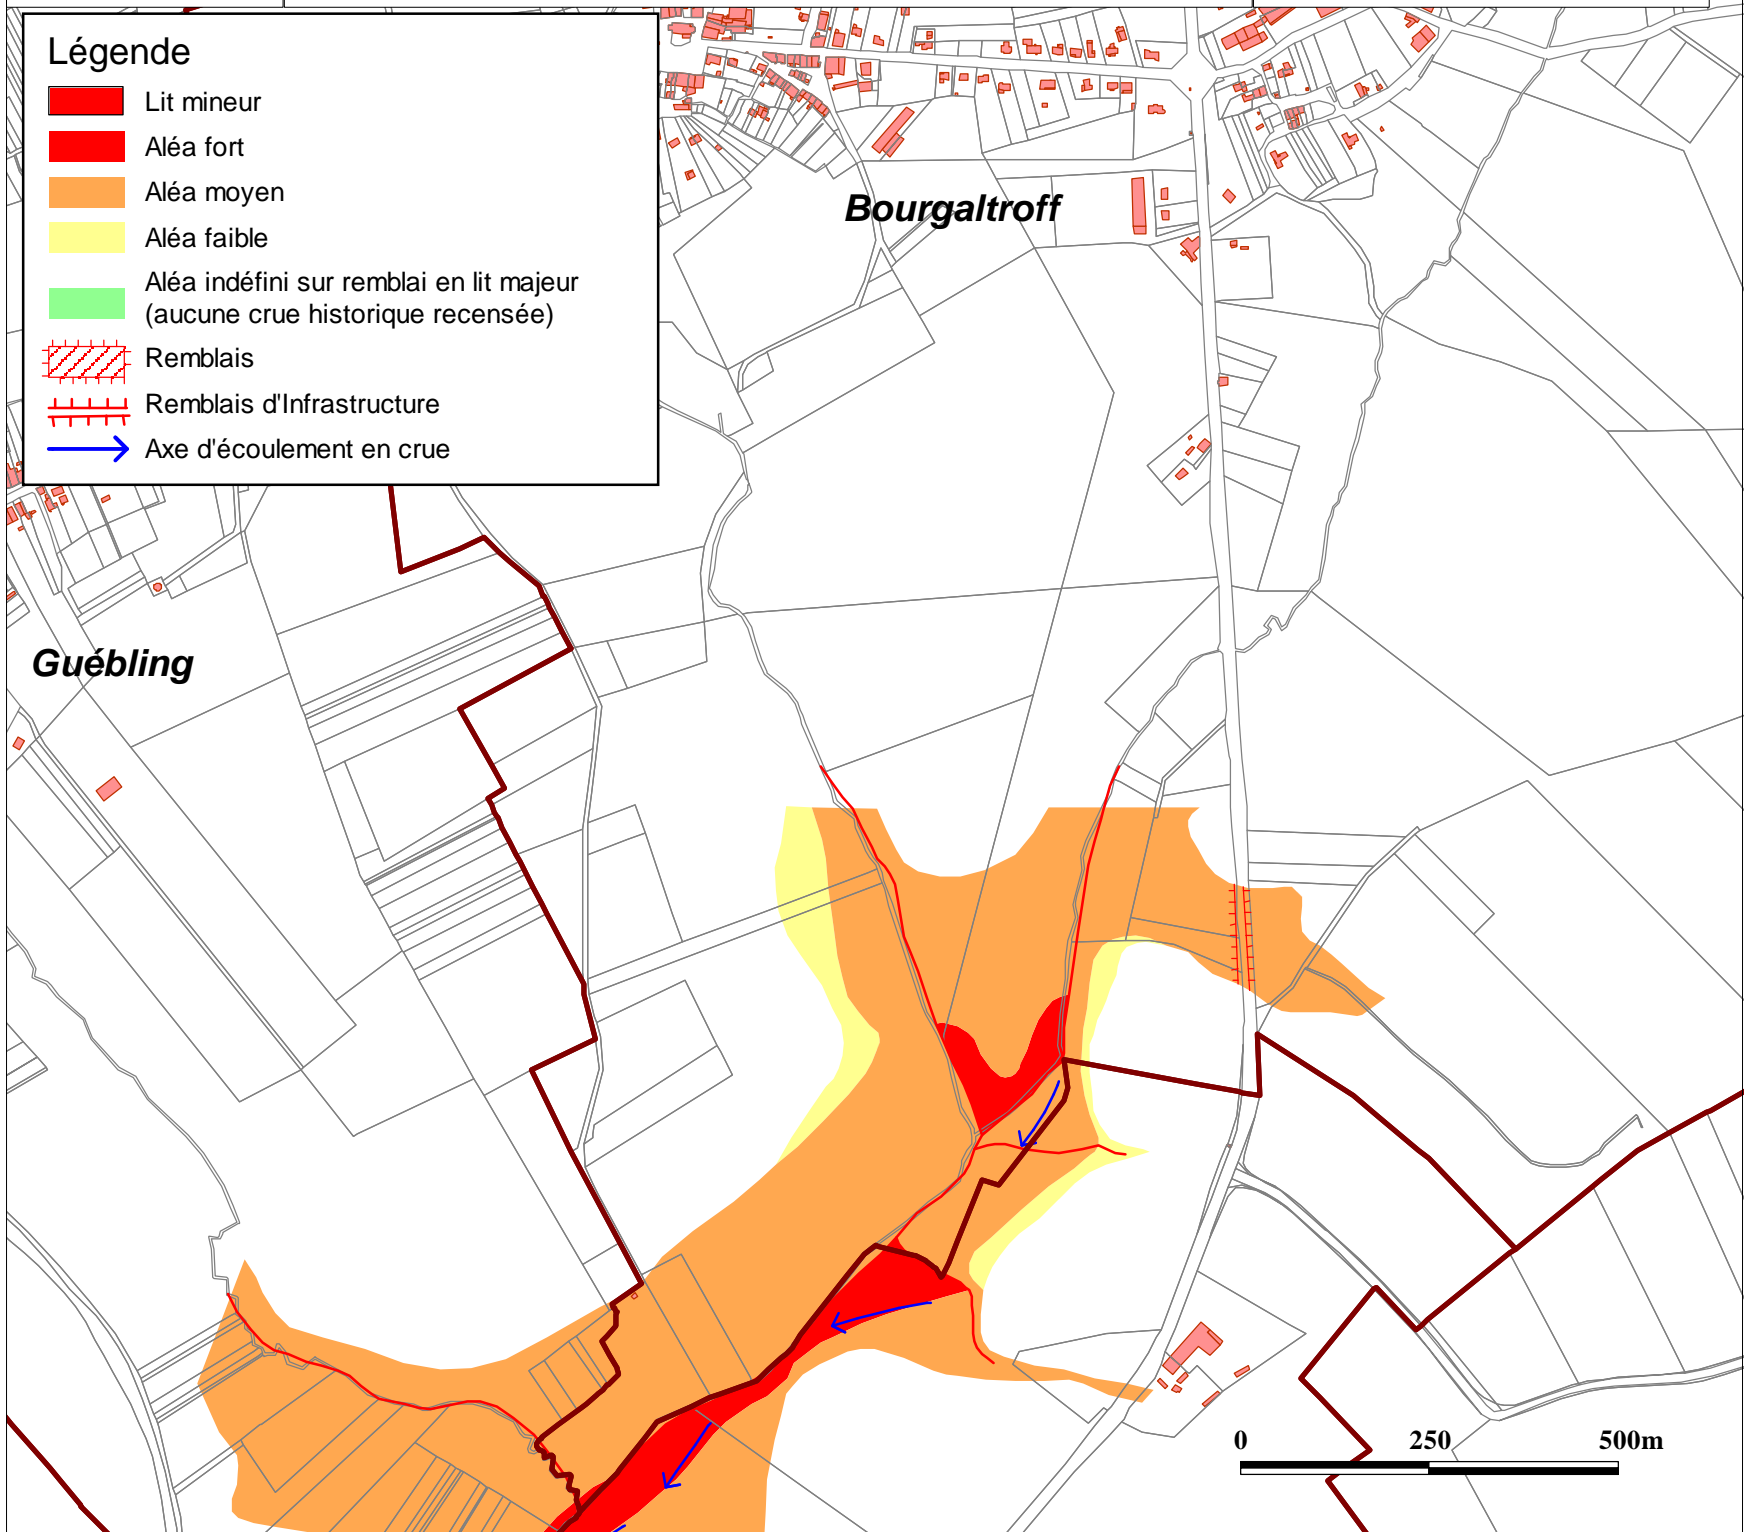 Légende
Lit mineur
Aléa fort
Aléa moyen
Aléa faible
Aléa indéfini sur remblai en lit majeur
(aucune crue historique recensée)
Remblais
Remblais d'Infrastructure
Axe d'écoulement en crue
Bourgaltroff
Guébling
0 250 500m